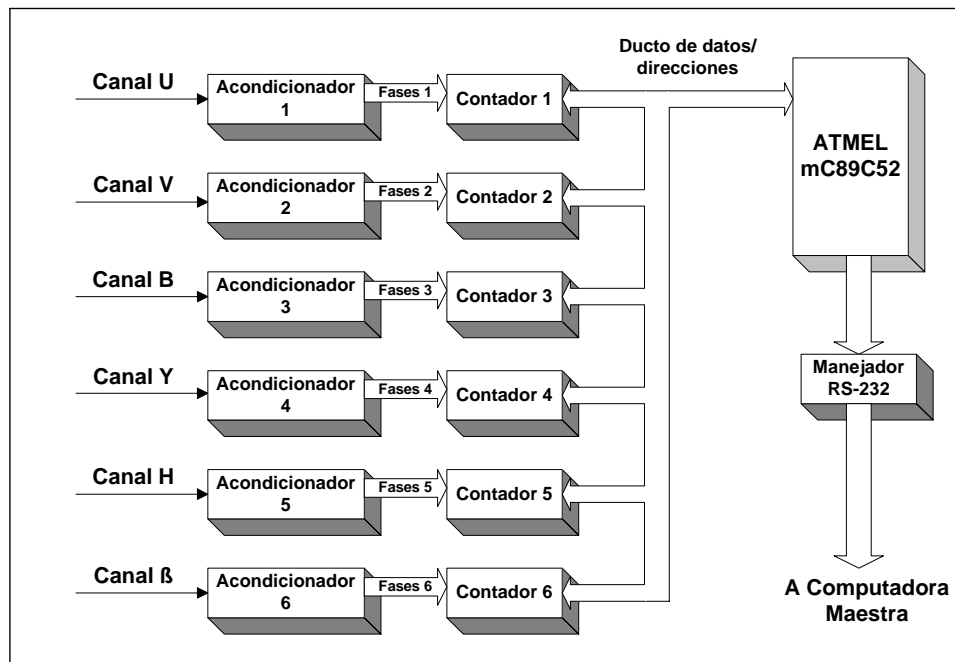 Ducto de datos/
direcciones
Canal U
Acondicionador
1
Fases 1
Contador 1
ATMEL
mC89C52
Canal V
Acondicionador
2
Fases 2
Contador 2
Canal B
Acondicionador
3
Fases 3
Contador 3
Canal Y
Acondicionador
4
Fases 4
Contador 4
Manejador
RS-232
Canal H
Acondicionador
5
Fases 5
Contador 5
Canal ß
Acondicionador
6
Fases 6
Contador 6
A Computadora
Maestra